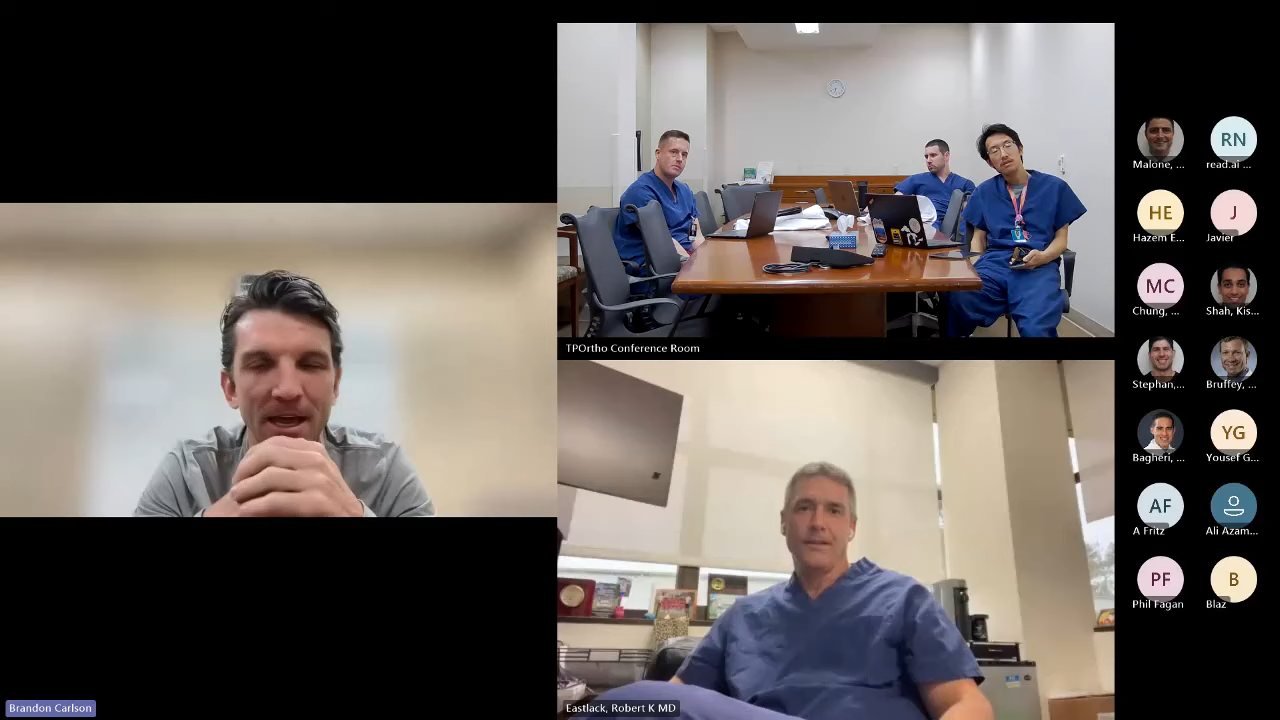 Brandon Carlson
TPOrtho Conference Room
Eastlack, Robert K MD
Malone, ...
RN
read.ai ...
HE
Hazem E...
J
Javier
MC
Chung, ...
Shah, Kis...
Stephan,...
Bruffey, ...
Bagheri, ...
YG
Yousef G...
AF
A Fritz
Ali Azam...
PF
Phil Fagan
B
Blaz